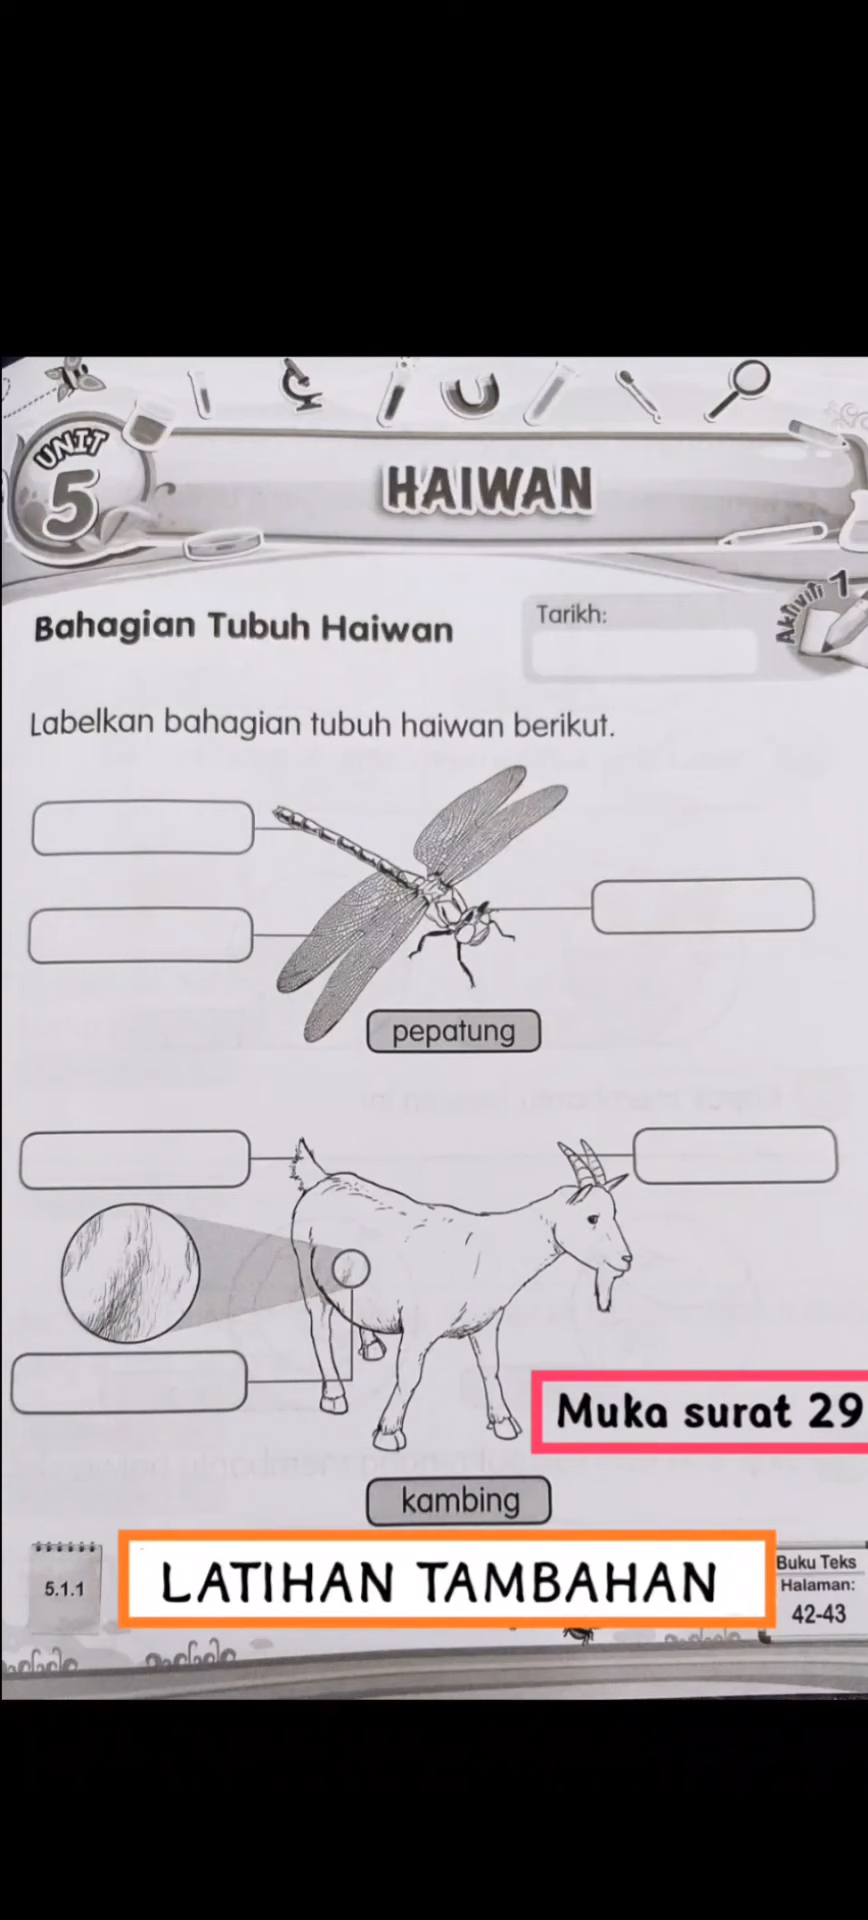 UNIT
5
HAIWAN
Bahagian Tubuh Haiwan
Tarikh:
Aktiviti 1
Labelkan bahagian tubuh haiwan berikut.
pepatung
Muka surat 29
kambing
5.1.1
LATIHAN TAMBAHAN
Buku Teks
Halaman:
42-43